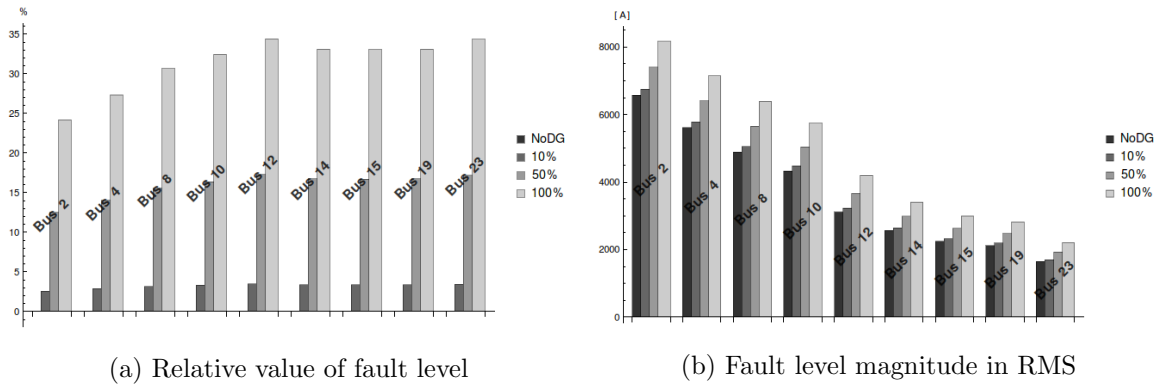 %
35
30
25
20
15
10
5
0
Bus 2
Bus 4
Bus 8
Bus 10
Bus 12
Bus 14
Bus 15
Bus 19
Bus 23
NoDG
10%
50%
100%
(a) Relative value of fault level
[A]
8000
6000
4000
2000
0
Bus 2
Bus 4
Bus 8
Bus 10
Bus 12
Bus 14
Bus 15
Bus 19
Bus 23
NoDG
10%
50%
100%
(b) Fault level magnitude in RMS